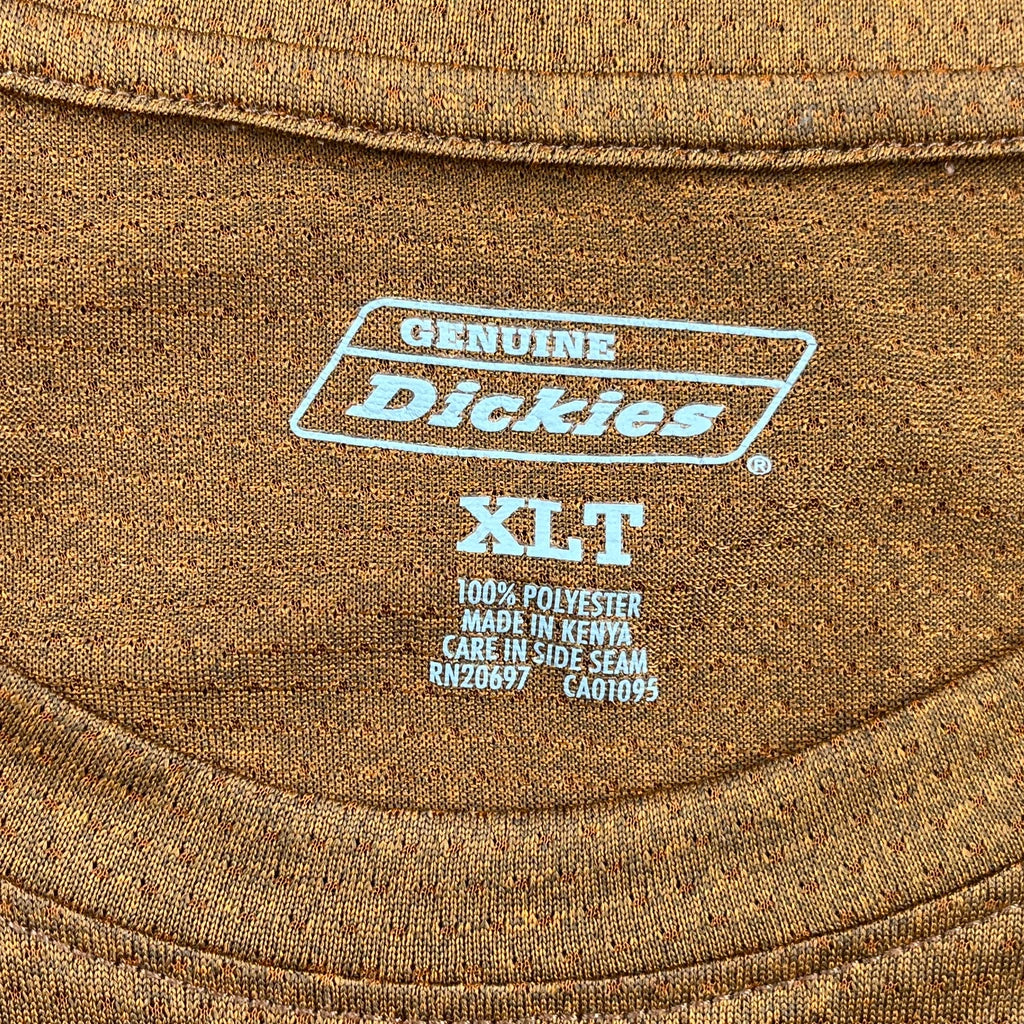 GENUINE
Dickies
®
XLT
100% POLYESTER
MADE IN KENYA
CARE IN SIDE SEAM
RN20697 CA01095